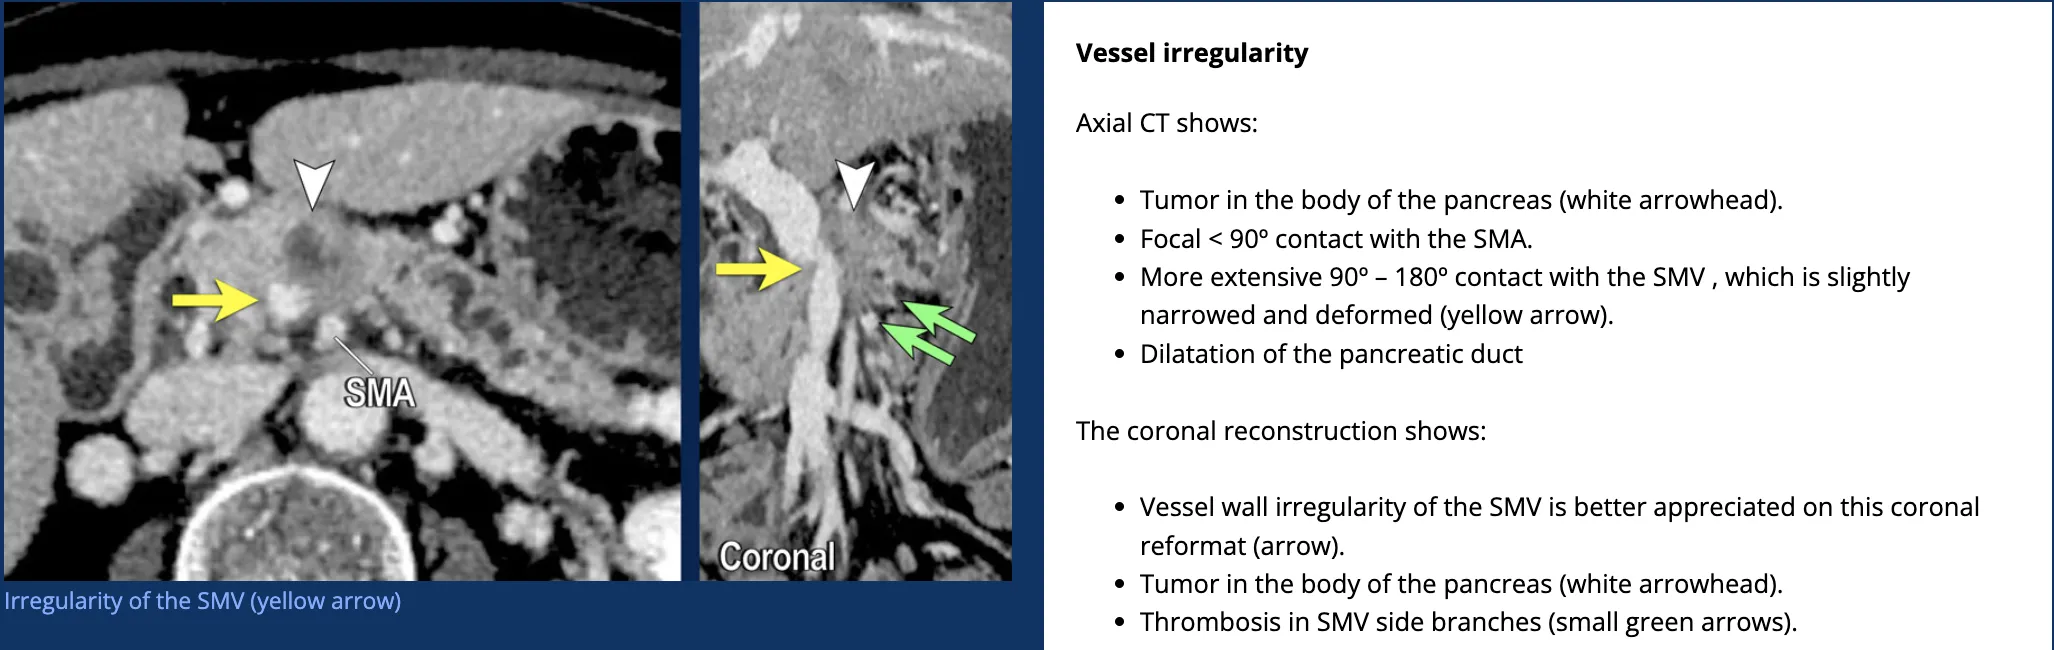 SMA
Coronal
Irregularity of the SMV (yellow arrow)
Vessel irregularity
Axial CT shows:
• Tumor in the body of the pancreas (white arrowhead).
• Focal < 90º contact with the SMA.
• More extensive 90º – 180º contact with the SMV , which is slightly
narrowed and deformed (yellow arrow).
• Dilatation of the pancreatic duct
The coronal reconstruction shows:
• Vessel wall irregularity of the SMV is better appreciated on this coronal
reformat (arrow).
• Tumor in the body of the pancreas (white arrowhead).
• Thrombosis in SMV side branches (small green arrows).